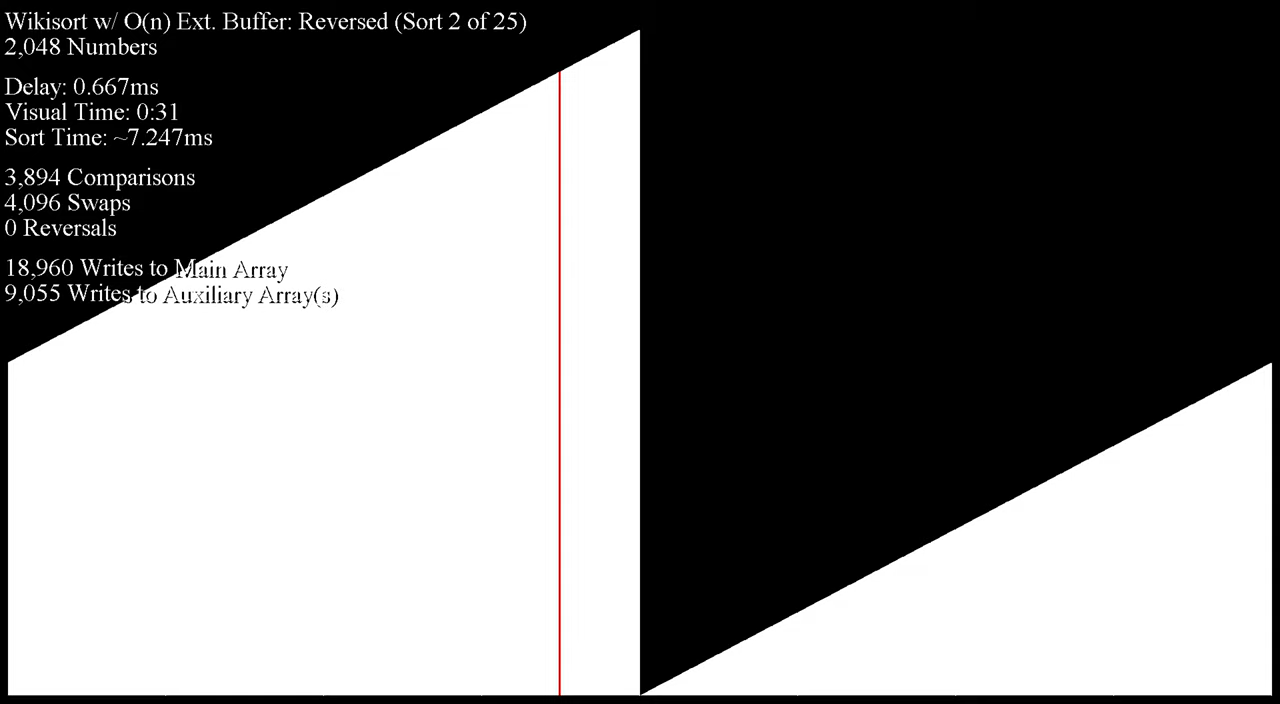 Wikisort w/ O(n) Ext. Buffer: Reversed (Sort 2 of 25)
2,048 Numbers
Delay: 0.667ms
Visual Time: 0:31
Sort Time: ~7.247ms
3,894 Comparisons
4,096 Swaps
0 Reversals
18,960 Writes to Main Array
9,055 Writes to Auxiliary Array(s)